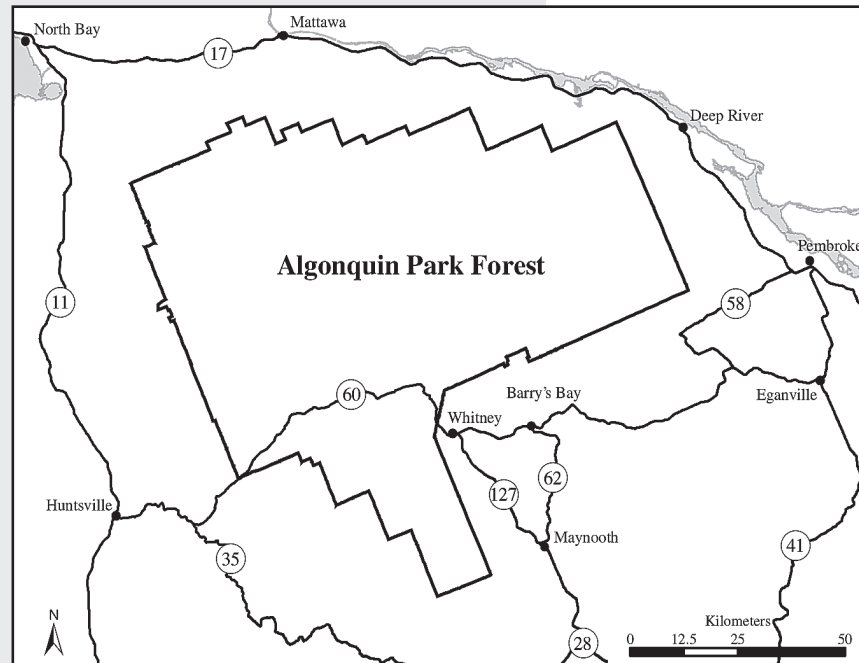 North Bay
Mattawa
17
Deep River
Pembroke
Algonquin Park Forest
11
58
60
Barry's Bay
Eganville
Whitney
62
127
Huntsville
Maynooth
35
41
N
Kilometers
28
0 12.5 25 50